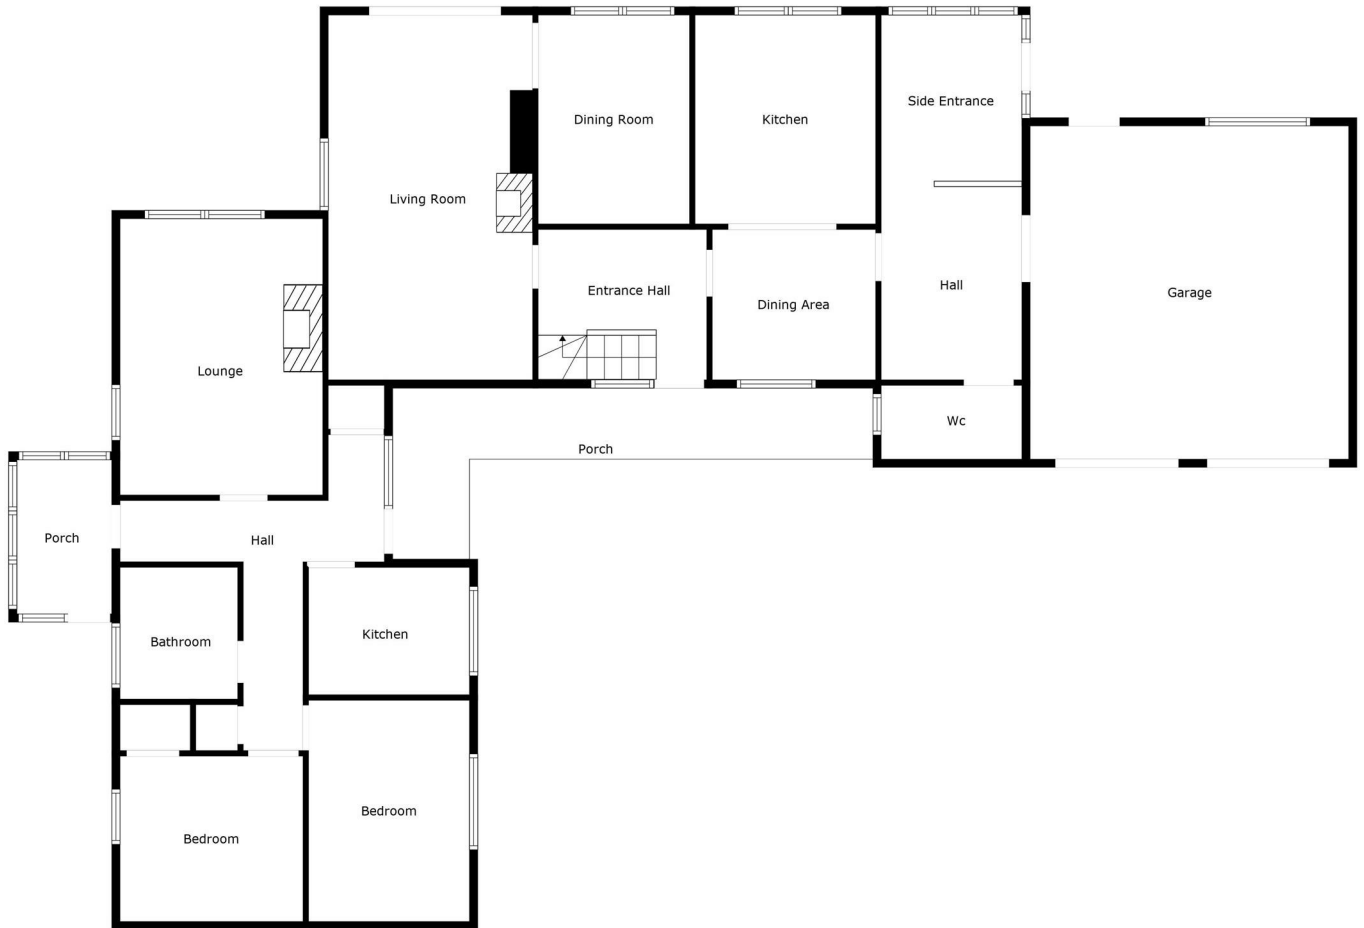 Side Entrance
Dining Room
Kitchen
Living Room
Entrance Hall
Hall
Garage
Dining Area
Lounge
Wc
Porch
Porch
Hall
Kitchen
Bathroom
Bedroom
Bedroom